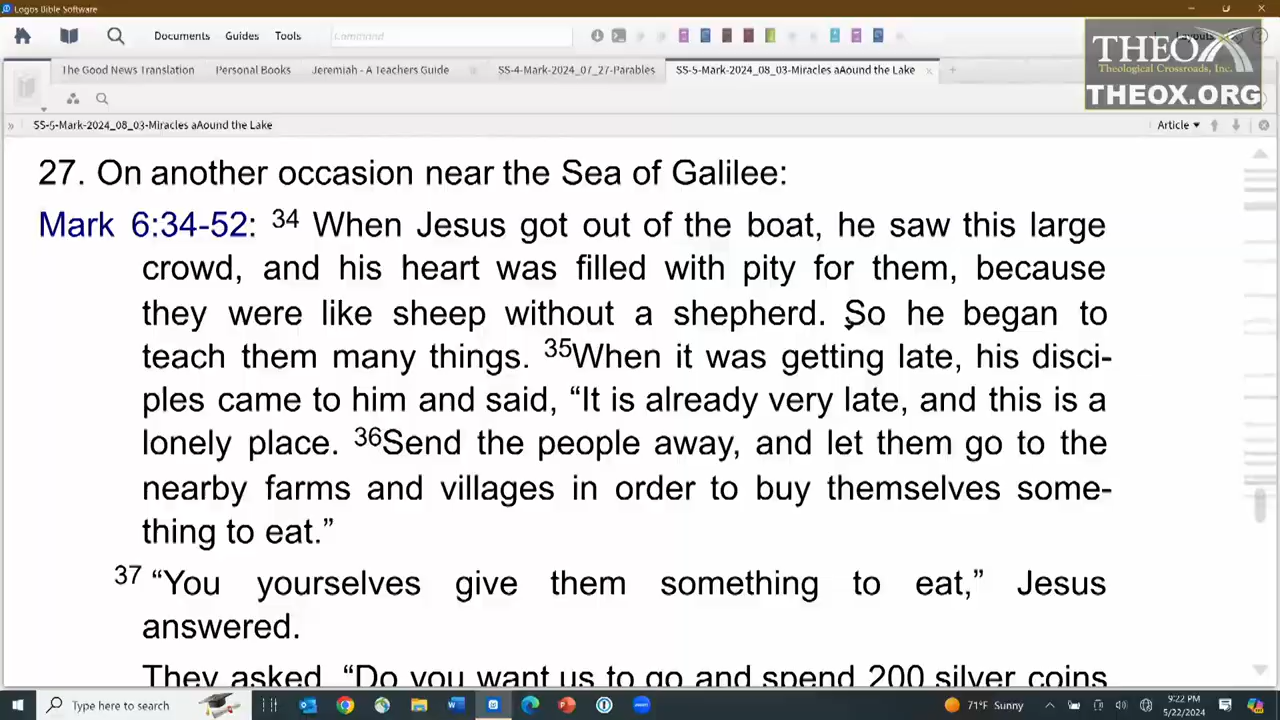 Logos Bible Software
Documents Guides Tools Command Layouts
THEOX
Theological Crossroads, Inc.
THEOX.ORG
The Good News Translation Personal Books Jeremiah - A Teachers SS-4-Mark-2024_07_27-Parables SS-5-Mark-2024_08_03-Miracles aAound the Lake
SS-5-Mark-2024_08_03-Miracles aAound the Lake Article
27. On another occasion near the Sea of Galilee:
Mark 6:34-52: 34 When Jesus got out of the boat, he saw this large
crowd, and his heart was filled with pity for them, because
they were like sheep without a shepherd. So he began to
teach them many things. 35When it was getting late, his disci-
ples came to him and said, “It is already very late, and this is a
lonely place. 36Send the people away, and let them go to the
nearby farms and villages in order to buy themselves some-
thing to eat.”
37 “You yourselves give them something to eat,” Jesus
answered.
They asked, “Do you want us to go and spend 200 silver coins
Type here to search 71°F Sunny 9:22 PM
5/22/2024